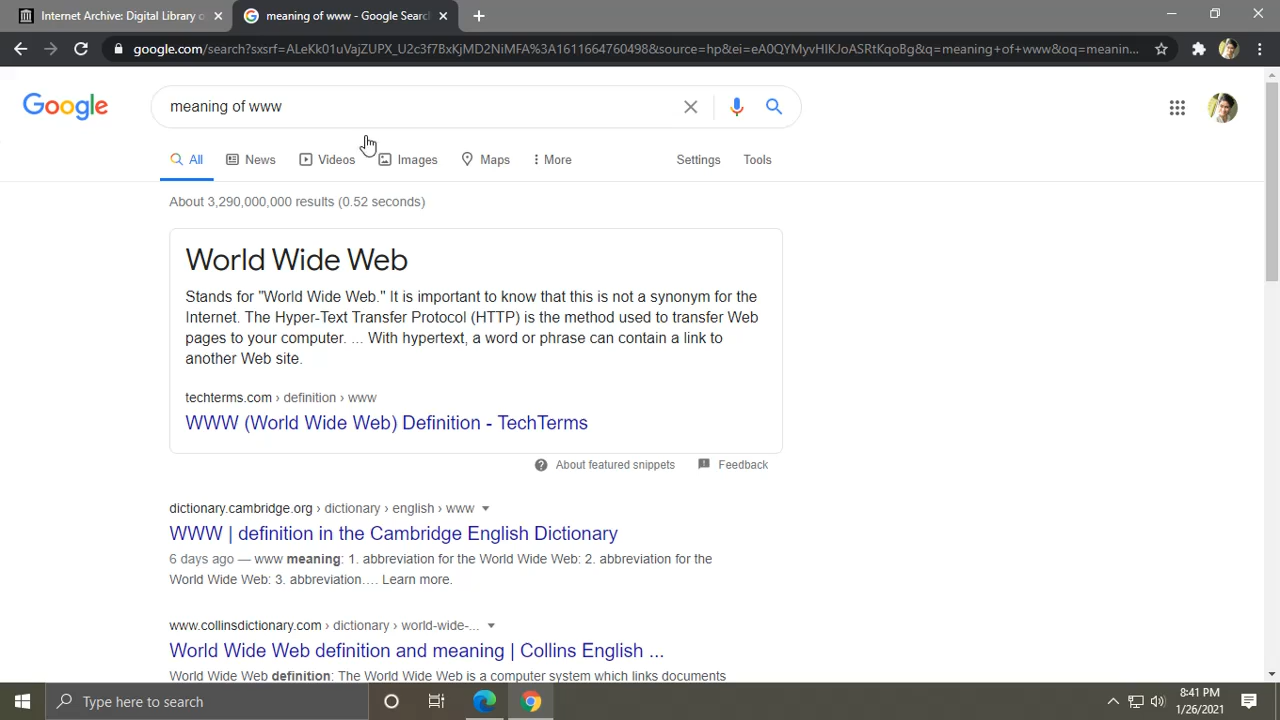 Internet Archive: Digital Library o
meaning of www - Google Searc
google.com/search?sxsrf=ALeKk01uVajZUPX_U2c3f7BxKjMD2NiMFA%3A1611664760498&source=hp&ei=eA0QYMyvHIKJoASRtKqoBg&q=meaning+of+www&oq=meanin...
Google
meaning of www
All News Videos Images Maps More Settings Tools
About 3,290,000,000 results (0.52 seconds)
World Wide Web
Stands for "World Wide Web." It is important to know that this is not a synonym for the
Internet. The Hyper-Text Transfer Protocol (HTTP) is the method used to transfer Web
pages to your computer. ... With hypertext, a word or phrase can contain a link to
another Web site.
techterms.com › definition › www
WWW (World Wide Web) Definition - TechTerms
About featured snippets Feedback
dictionary.cambridge.org › dictionary › english › www
WWW | definition in the Cambridge English Dictionary
6 days ago — www meaning: 1. abbreviation for the World Wide Web: 2. abbreviation for the
World Wide Web: 3. abbreviation.… Learn more.
www.collinsdictionary.com › dictionary › world-wide-...
World Wide Web definition and meaning | Collins English ...
World Wide Web definition: The World Wide Web is a computer system which links documents
Type here to search
8:41 PM
1/26/2021